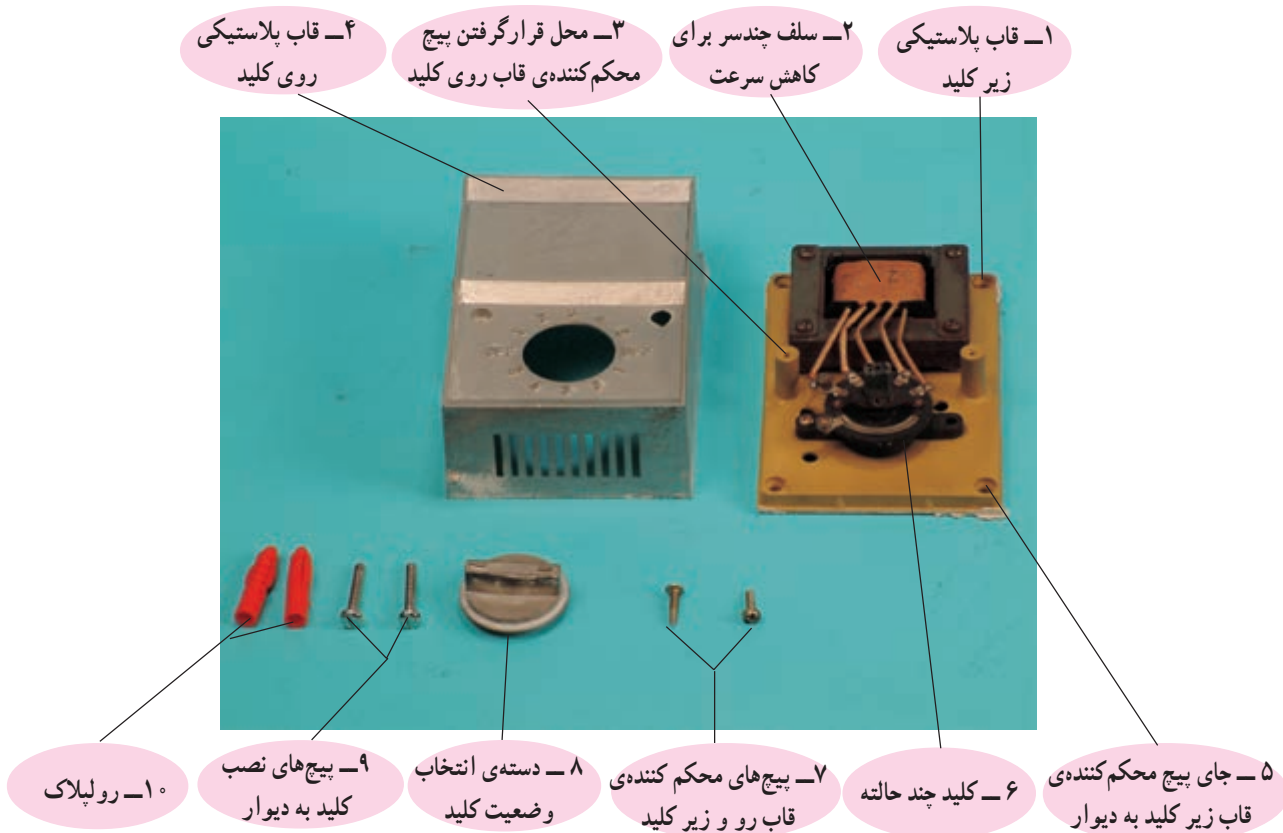 ۱ــ قاب پلاستیکی
زیر کلید
۲ــ سلف چندسر برای
کاهش سرعت
۳ــ محل قرارگرفتن پیچ
محکم‌کننده‌ی قاب روی کلید
۴ــ قاب پلاستیکی
روی کلید
۵ ــ جای پیچ محکم‌کننده‌ی
قاب زیر کلید به دیوار
۶ ــ کلید چند حالته
۷ــ پیچ‌های محکم کننده‌ی
قاب رو و زیر کلید
۸ ــ دسته‌ی انتخاب
وضعیت کلید
۹ــ پیچ‌های نصب
کلید به دیوار
۱۰ــ رولپلاک